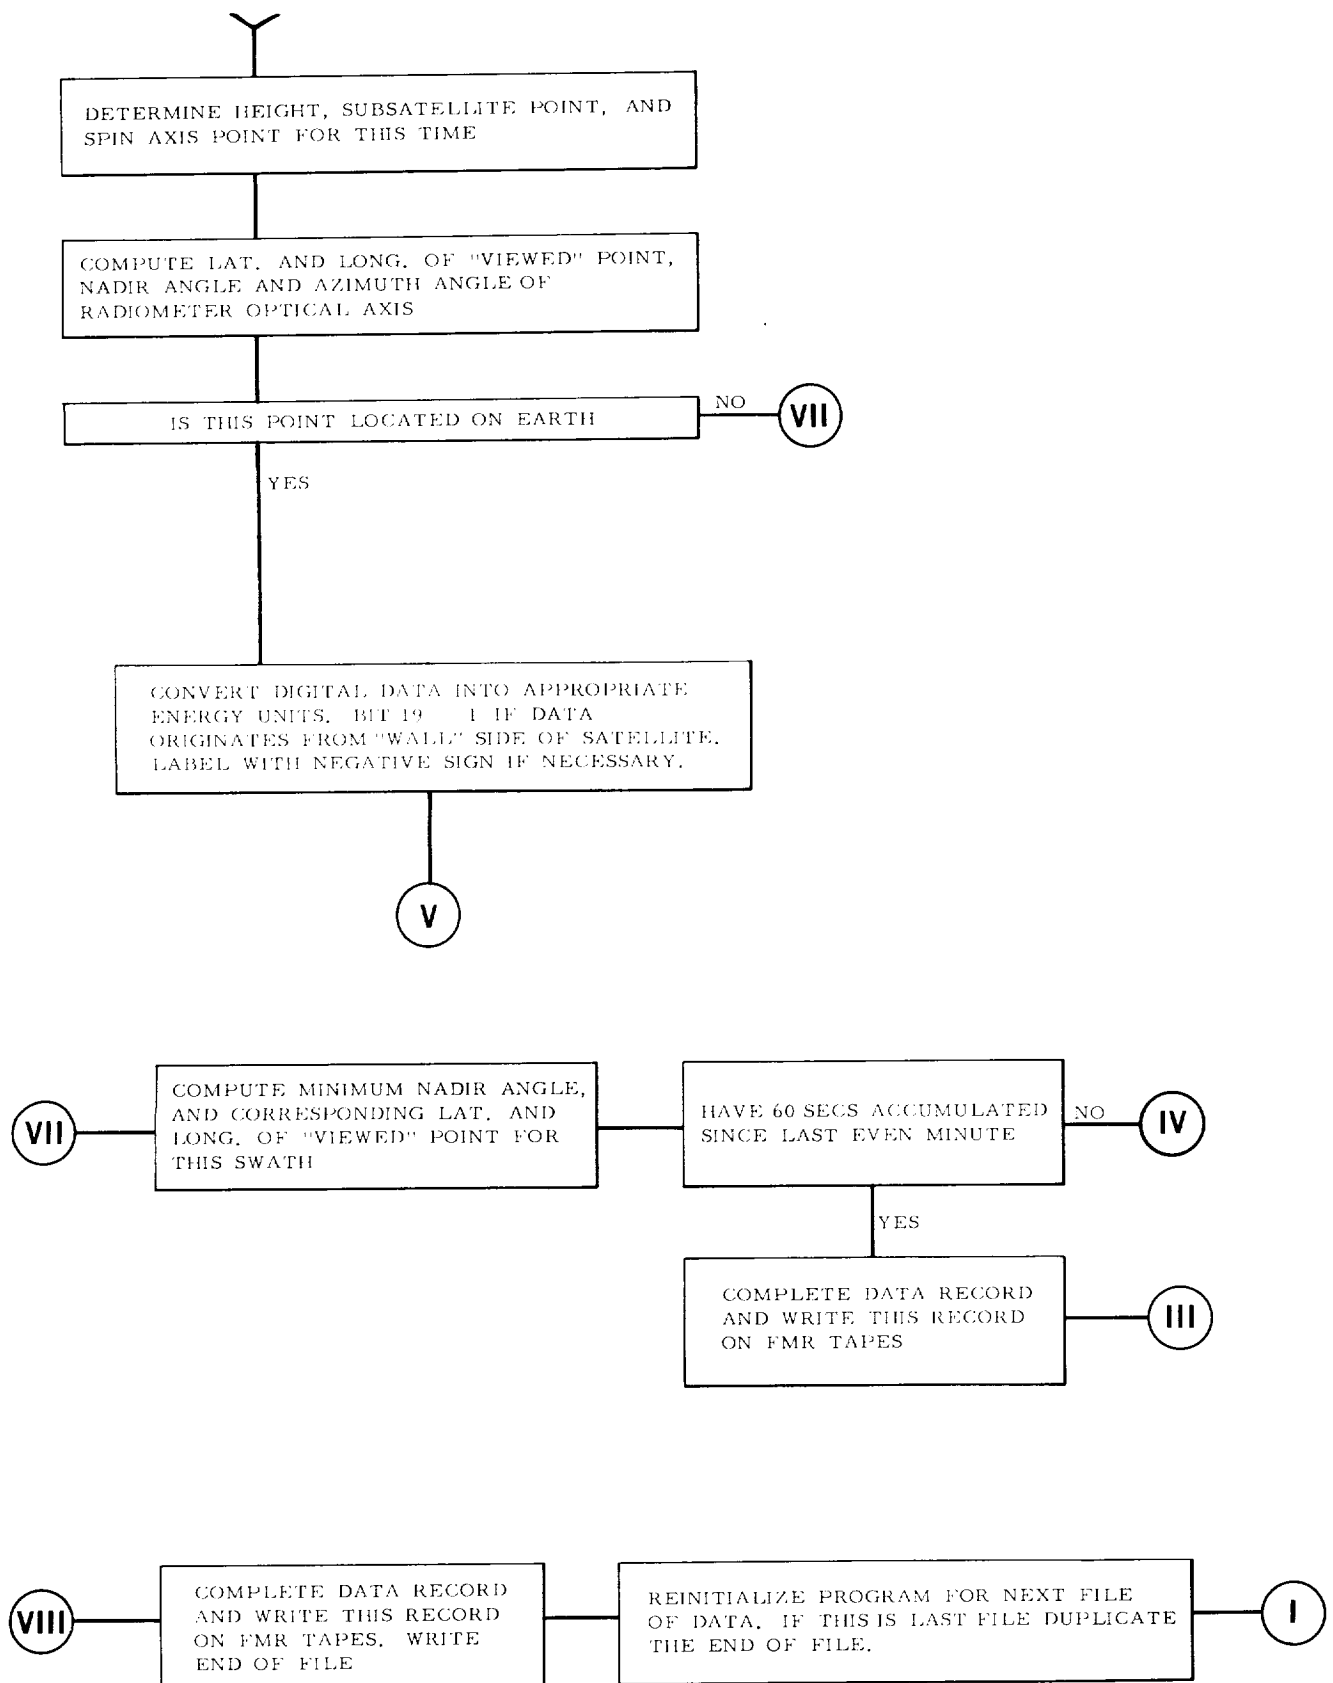 DETERMINE HEIGHT, SUBSATELLITE POINT, AND
SPIN AXIS POINT FOR THIS TIME
COMPUTE LAT. AND LONG. OF "VIEWED" POINT,
NADIR ANGLE AND AZIMUTH ANGLE OF
RADIOMETER OPTICAL AXIS
IS THIS POINT LOCATED ON EARTH
NO
VII
YES
CONVERT DIGITAL DATA INTO APPROPRIATE
ENERGY UNITS. BIT 19 1 IF DATA
ORIGINATES FROM "WALL" SIDE OF SATELLITE.
LABEL WITH NEGATIVE SIGN IF NECESSARY.
V
VII
COMPUTE MINIMUM NADIR ANGLE,
AND CORRESPONDING LAT. AND
LONG. OF "VIEWED" POINT FOR
THIS SWATH
HAVE 60 SECS ACCUMULATED
SINCE LAST EVEN MINUTE
NO
IV
YES
COMPLETE DATA RECORD
AND WRITE THIS RECORD
ON FMR TAPES
III
VIII
COMPLETE DATA RECORD
AND WRITE THIS RECORD
ON FMR TAPES. WRITE
END OF FILE
REINITIALIZE PROGRAM FOR NEXT FILE
OF DATA. IF THIS IS LAST FILE DUPLICATE
THE END OF FILE.
I